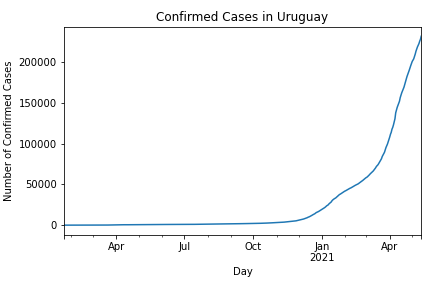 Confirmed Cases in Uruguay
Number of Confirmed Cases
200000
150000
100000
50000
0
Apr
Jul
Oct
Jan
2021
Apr
Day